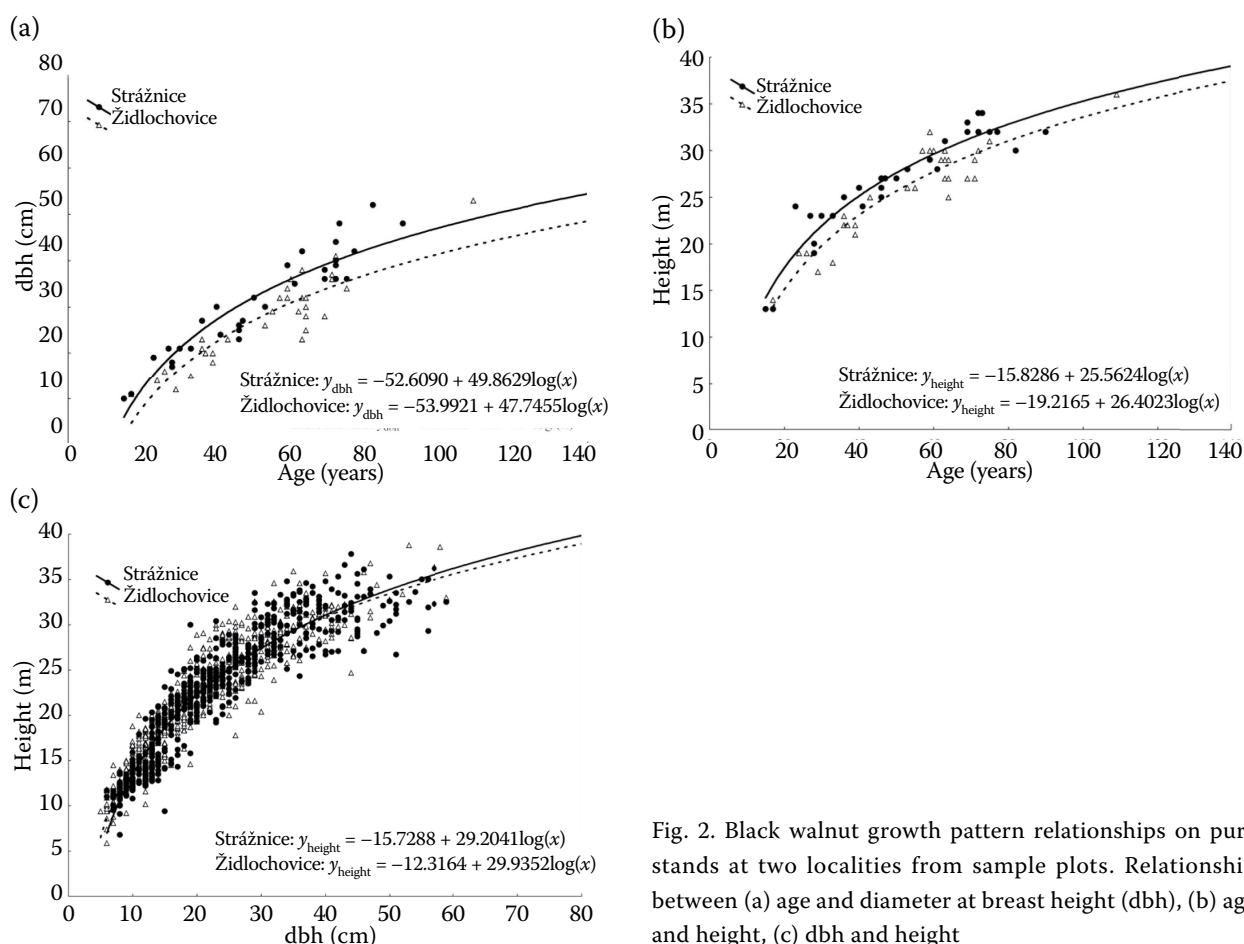 (a)
80
70
60
50
40
30
20
10
0
dbh (cm)
Strážnice
Židlochovice
Strážnice: y_dbh = −52.6090 + 49.8629log(x)
Židlochovice: y_dbh = −53.9921 + 47.7455log(x)
0 20 40 60 80 100 120 140
Age (years)
(b)
40
35
30
25
20
15
10
5
0
Height (m)
Strážnice
Židlochovice
Strážnice: y_height = −15.8286 + 25.5624log(x)
Židlochovice: y_height = −19.2165 + 26.4023log(x)
0 20 40 60 80 100 120 140
Age (years)
(c)
40
35
30
25
20
15
10
5
0
Height (m)
Strážnice
Židlochovice
Strážnice: y_height = −15.7288 + 29.2041log(x)
Židlochovice: y_height = −12.3164 + 29.9352log(x)
0 10 20 30 40 50 60 70 80
dbh (cm)
Fig. 2. Black walnut growth pattern relationships on pur
stands at two localities from sample plots. Relationshi
between (a) age and diameter at breast height (dbh), (b) ag
and height, (c) dbh and height